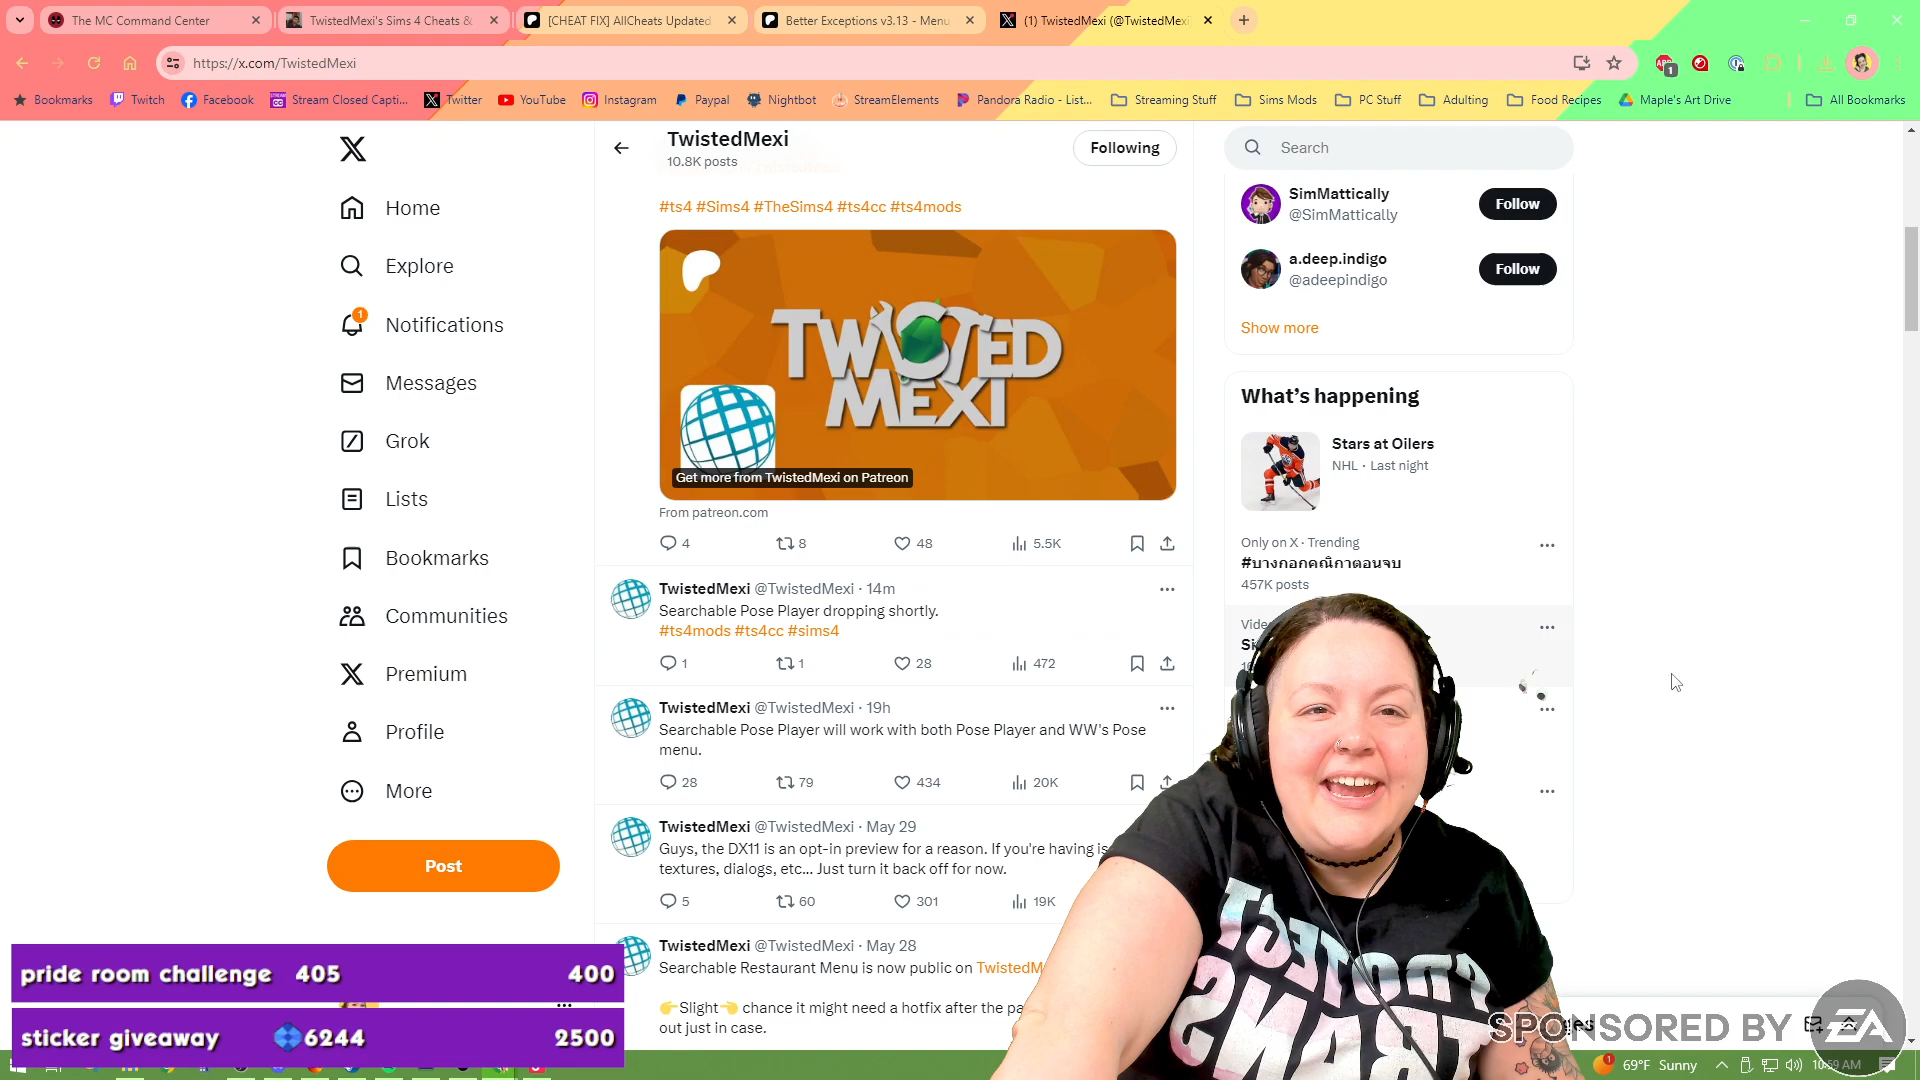 The MC Command Center
TwistedMexi's Sims 4 Cheats &
[CHEAT FIX] AllCheats Updated
Better Exceptions v3.13 - Menu
(1) TwistedMexi (@TwistedMexi
https://x.com/TwistedMexi
Bookmarks
Twitch
Facebook
Stream Closed Capti...
Twitter
YouTube
Instagram
Paypal
Nightbot
StreamElements
Pandora Radio - List...
Streaming Stuff
Sims Mods
PC Stuff
Adulting
Food Recipes
Maple's Art Drive
All Bookmarks
Home
Explore
1
Notifications
Messages
Grok
Lists
Bookmarks
Communities
Premium
Profile
More
Post
TwistedMexi
10.8K posts
Following
#ts4 #Sims4 #TheSims4 #ts4cc #ts4mods
TWISTED
MEXI
Get more from TwistedMexi on Patreon
From patreon.com
4 8 48 5.5K
TwistedMexi @TwistedMexi · 14m
Searchable Pose Player dropping shortly.
#ts4mods #ts4cc #sims4
1 1 28 472
TwistedMexi @TwistedMexi · 19h
Searchable Pose Player will work with both Pose Player and WW's Pose
menu.
28 79 434 20K
TwistedMexi @TwistedMexi · May 29
Guys, the DX11 is an opt-in preview for a reason. If you're having is
textures, dialogs, etc... Just turn it back off for now.
5 60 301 19K
TwistedMexi @TwistedMexi · May 28
Searchable Restaurant Menu is now public on TwistedM
👉Slight👈 chance it might need a hotfix after the pa
out just in case.
Search
SimMattically
@SimMattically
Follow
a.deep.indigo
@adeepindigo
Follow
Show more
What's happening
Stars at Oilers
NHL · Last night
Only on X · Trending
#บางกอกคณิกาตอนจบ
457K posts
PROTECT
TRANS
pride room challenge 405 400
sticker giveaway 6244 2500
SPONSORED BY EA
69°F Sunny
10:59 AM